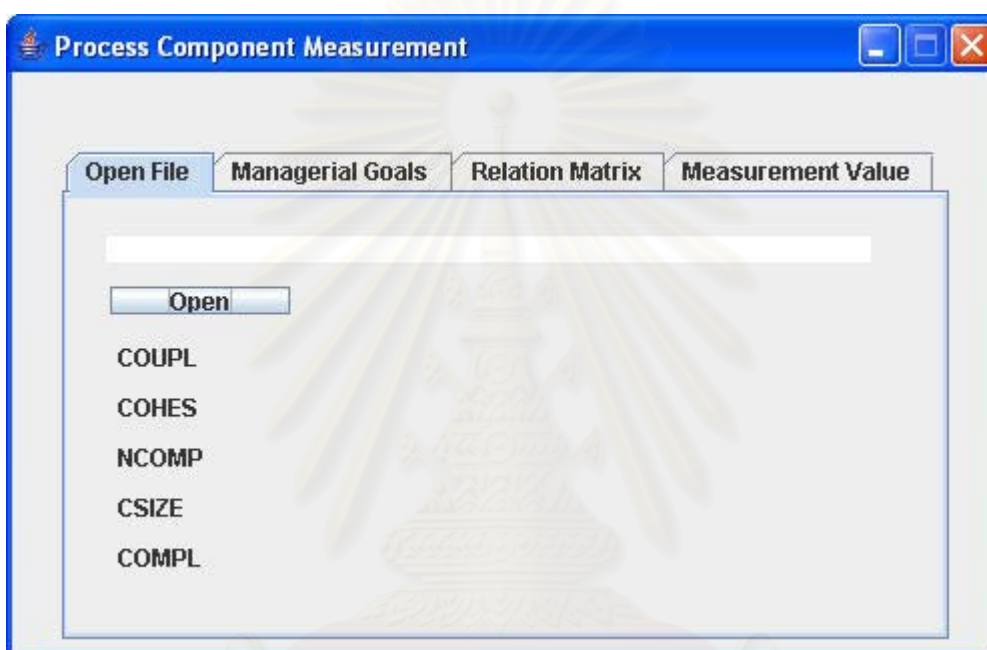 Process Component Measurement
Open File Managerial Goals Relation Matrix Measurement Value
Open
COUPL
COHES
NCOMP
CSIZE
COMPL